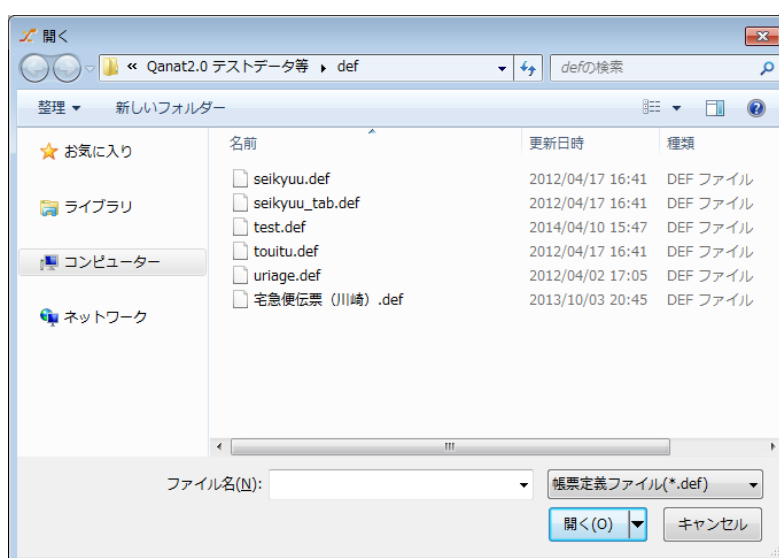 開く
« Qanat2.0 テストデータ等 ▸ def
defの検索
整理 ▼ 新しいフォルダー
お気に入り
ライブラリ
コンピューター
ネットワーク
名前 更新日時 種類
seikyuu.def 2012/04/17 16:41 DEF ファイル
seikyuu_tab.def 2012/04/17 16:41 DEF ファイル
test.def 2014/04/10 15:47 DEF ファイル
touitu.def 2012/04/17 16:41 DEF ファイル
uriage.def 2012/04/02 17:05 DEF ファイル
宅急便伝票（川崎）.def 2013/10/03 20:45 DEF ファイル
ファイル名(N): 帳票定義ファイル(*.def)
開く(O) キャンセル